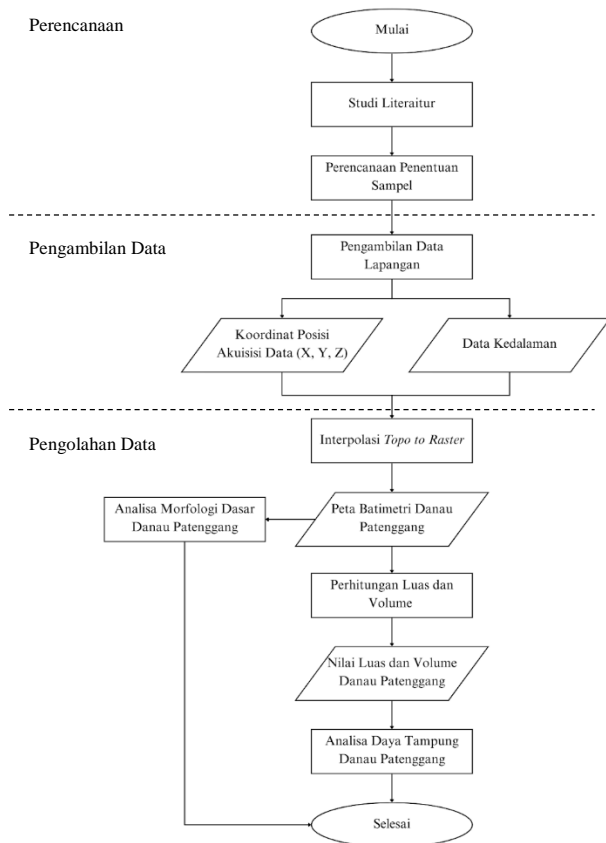 Perencanaan
Mulai
Studi Literaitur
Perencanaan Penentuan
Sampel
Pengambilan Data
Pengambilan Data
Lapangan
Koordinat Posisi
Akuisisi Data (X, Y, Z)
Data Kedalaman
Pengolahan Data
Interpolasi Topo to Raster
Analisa Morfologi Dasar
Danau Patenggang
Peta Batimetri Danau
Patenggang
Perhitungan Luas dan
Volume
Nilai Luas dan Volume
Danau Patenggang
Analisa Daya Tampung
Danau Patenggang
Selesai